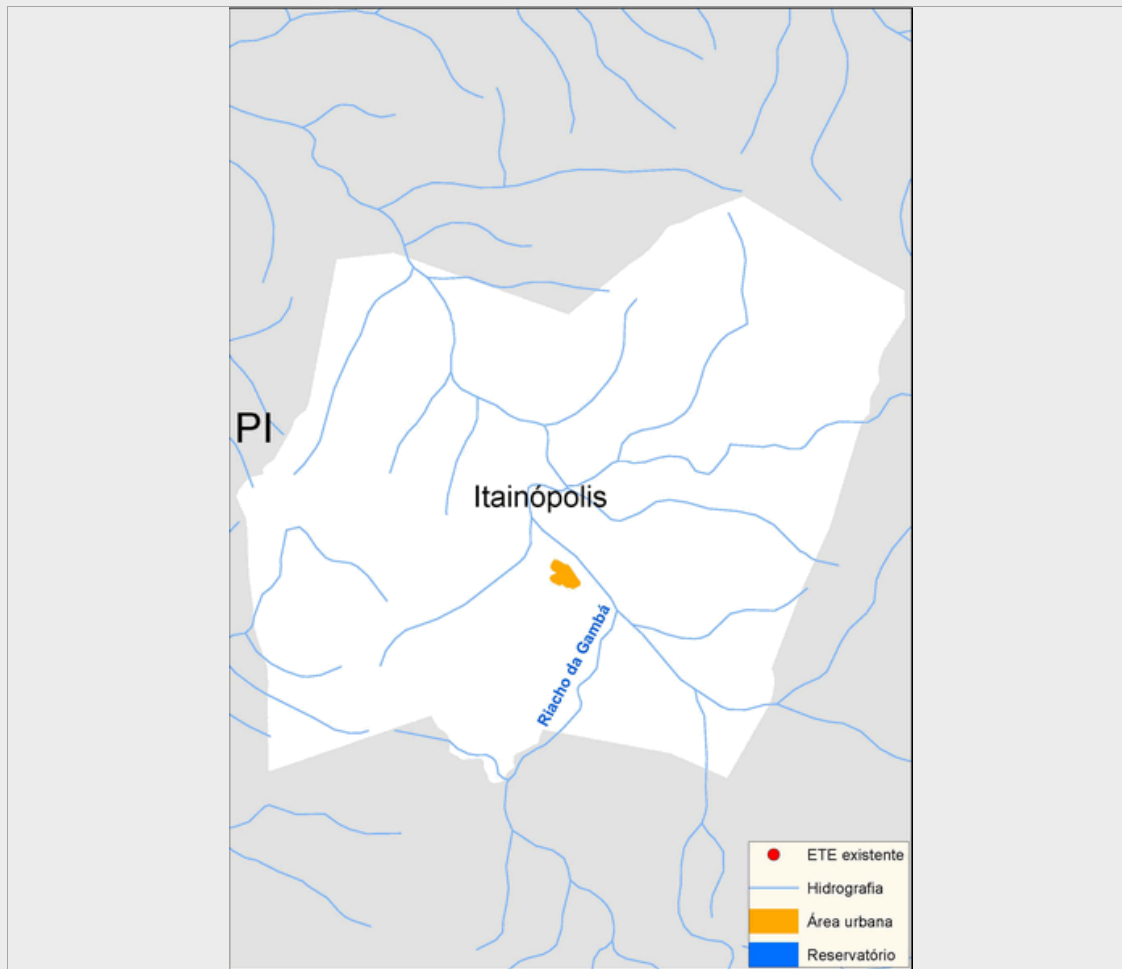 PI
Itainópolis
Riacho da Gambá
ETE existente
Hidrografia
Área urbana
Reservatório